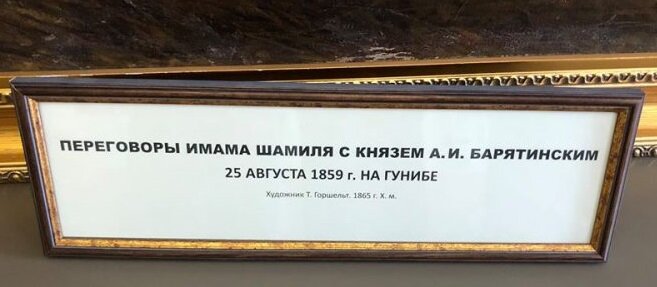 ПЕРЕГОВОРЫ ИМАМА ШАМИЛЯ С КНЯЗЕМ А.И. БАРЯТИНСКИМ
25 АВГУСТА 1859 г. НА ГУНИБЕ
Художник Т. Горшельт. 1865 г. Х. м.